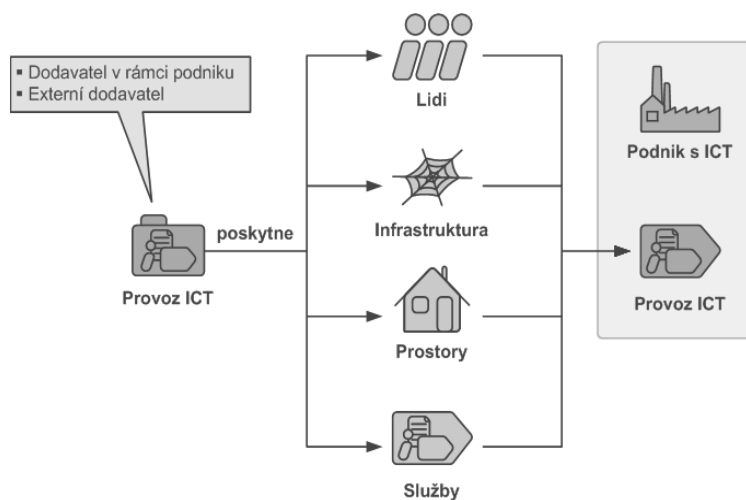 ▪ Dodavatel v rámci podniku
▪ Externí dodavatel
Provoz ICT
poskytne
Lidi
Infrastruktura
Prostory
Služby
Podnik s ICT
Provoz ICT